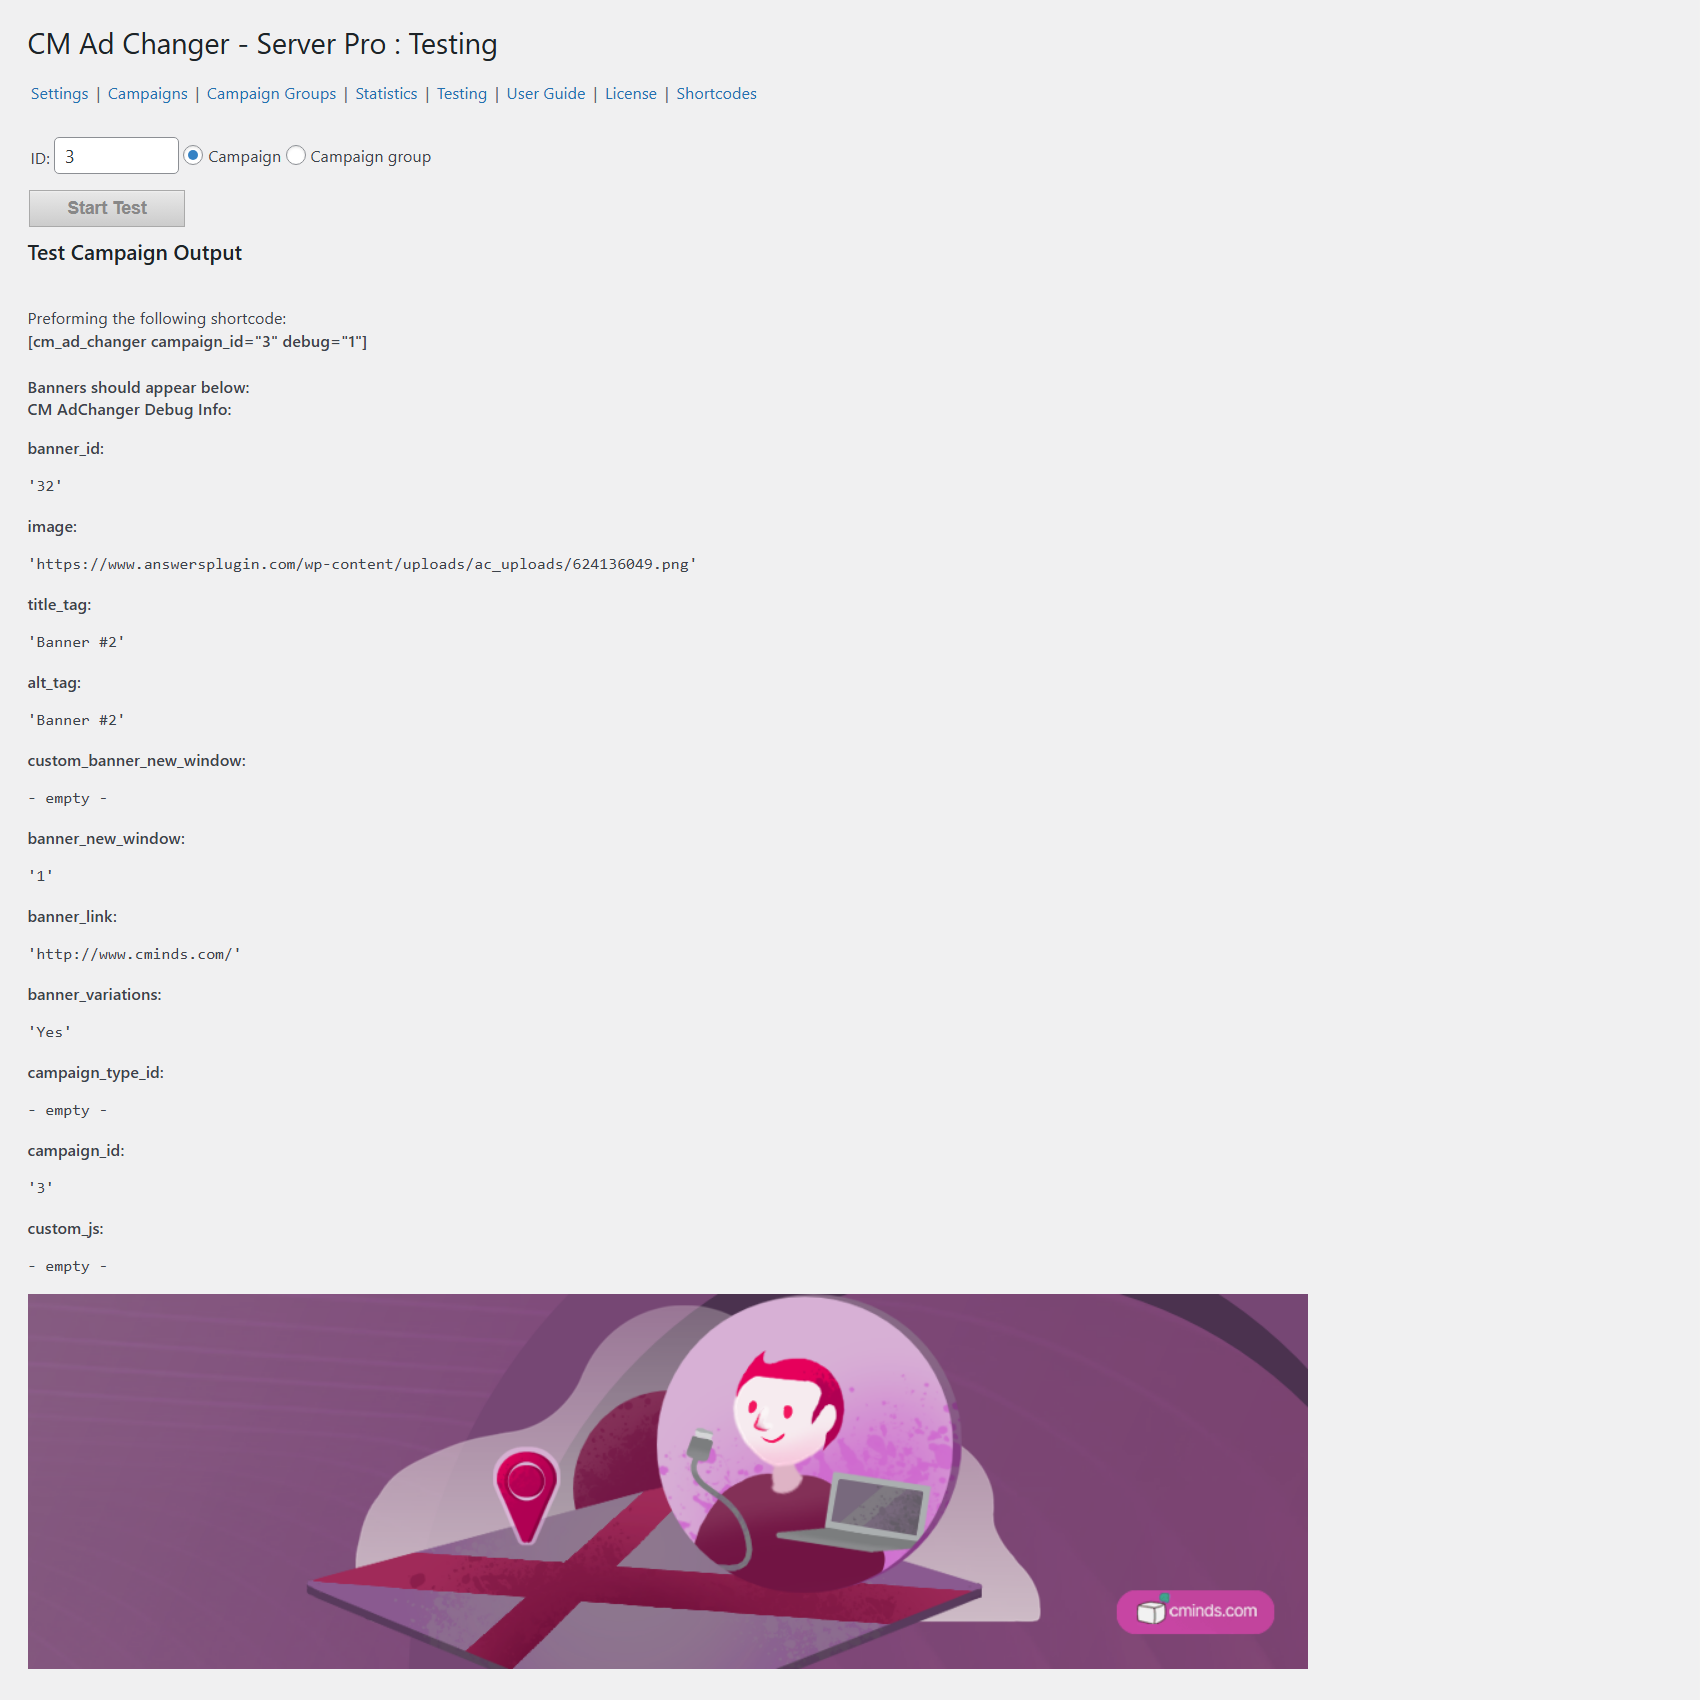 CM Ad Changer - Server Pro : Testing
Settings | Campaigns | Campaign Groups | Statistics | Testing | User Guide | License | Shortcodes
ID: 3 Campaign Campaign group
Start Test
Test Campaign Output
Preforming the following shortcode:
[cm_ad_changer campaign_id="3" debug="1"]
Banners should appear below:
CM AdChanger Debug Info:
banner_id:
'32'
image:
'https://www.answersplugin.com/wp-content/uploads/ac_uploads/624136049.png'
title_tag:
'Banner #2'
alt_tag:
'Banner #2'
custom_banner_new_window:
- empty -
banner_new_window:
'1'
banner_link:
'http://www.cminds.com/'
banner_variations:
'Yes'
campaign_type_id:
- empty -
campaign_id:
'3'
custom_js:
- empty -
cminds.com